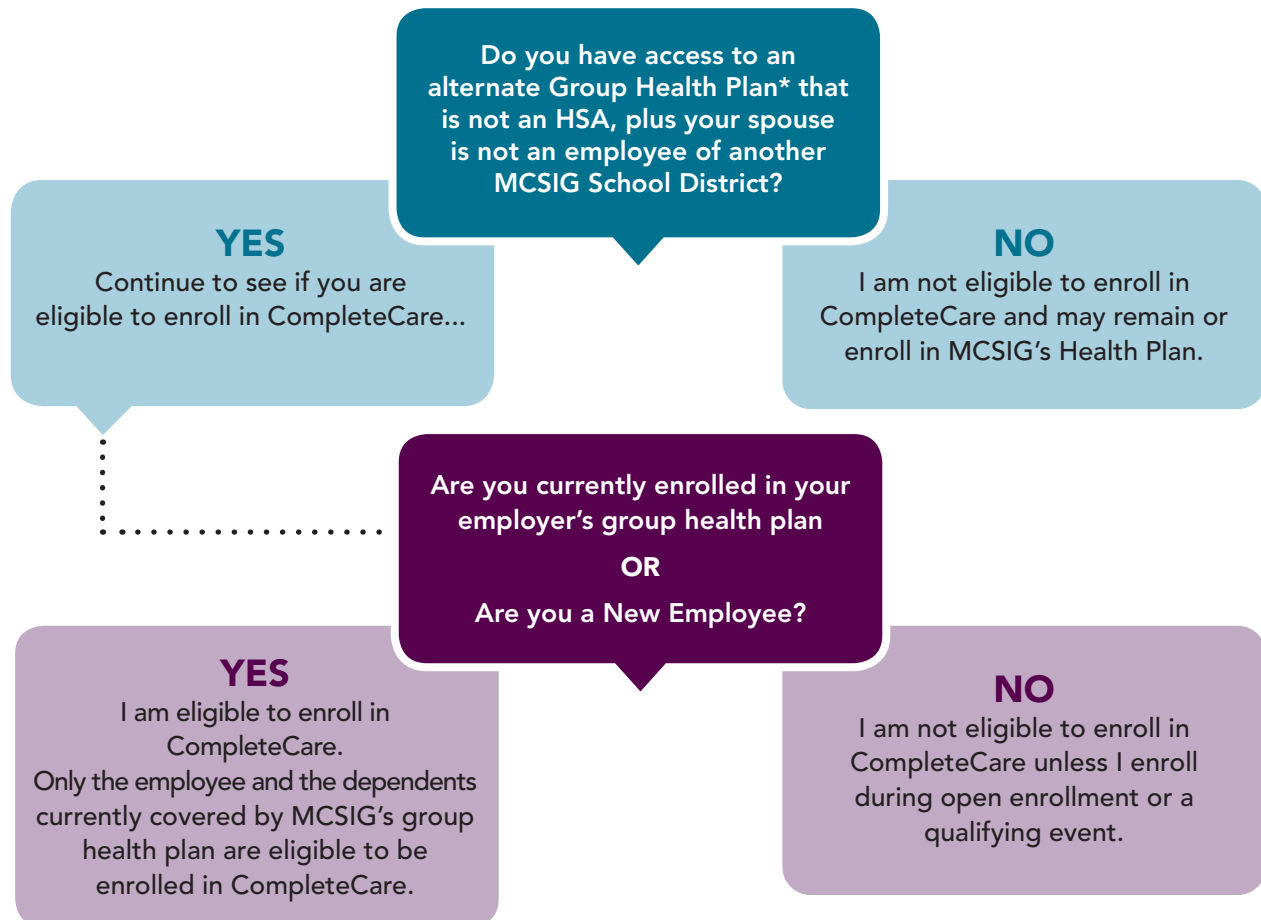 Do you have access to an
alternate Group Health Plan* that
is not an HSA, plus your spouse
is not an employee of another
MCSIG School District?
YES
Continue to see if you are
eligible to enroll in CompleteCare...
NO
I am not eligible to enroll in
CompleteCare and may remain or
enroll in MCSIG’s Health Plan.
Are you currently enrolled in your
employer’s group health plan
OR
Are you a New Employee?
YES
I am eligible to enroll in
CompleteCare.
Only the employee and the dependents
currently covered by MCSIG’s group
health plan are eligible to be
enrolled in CompleteCare.
NO
I am not eligible to enroll in
CompleteCare unless I enroll
during open enrollment or a
qualifying event.